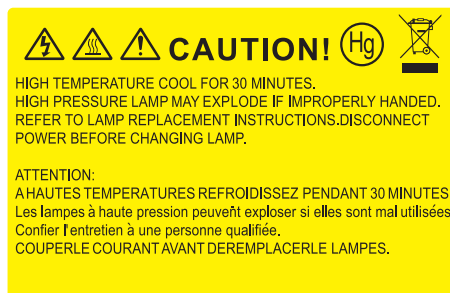 CAUTION! Hg
HIGH TEMPERATURE COOL FOR 30 MINUTES.
HIGH PRESSURE LAMP MAY EXPLODE IF IMPROPERLY HANDED.
REFER TO LAMP REPLACEMENT INSTRUCTIONS.DISCONNECT
POWER BEFORE CHANGING LAMP.
ATTENTION:
A HAUTES TEMPERATURES REFROIDISSEZ PENDANT 30 MINUTES
Les lampes à haute pression peuvent exploser si elles sont mal utilisées
Confier l'entretien à une personne qualifiée.
COUPERLE COURANT AVANT DEREMPLACERLE LAMPES.